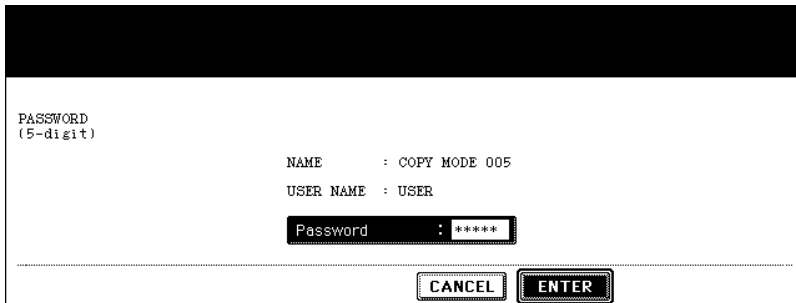 PASSWORD
(5-digit)
NAME : COPY MODE 005
USER NAME : USER
Password : *****
CANCEL ENTER